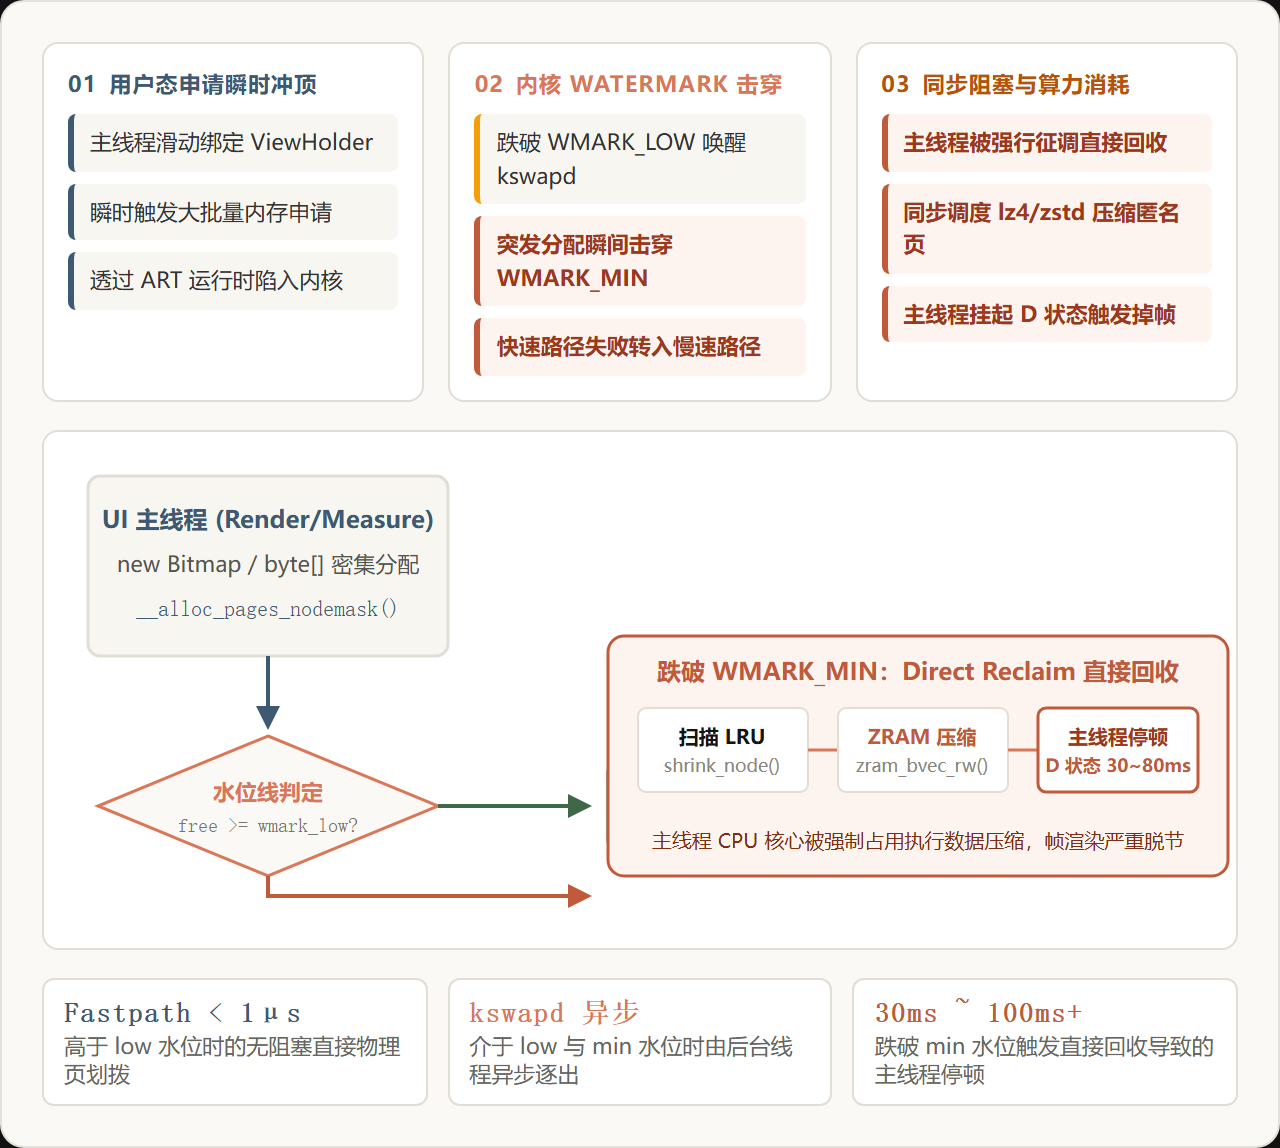 01 用户态申请瞬时冲顶
主线程滑动绑定 ViewHolder
瞬时触发大批量内存申请
透过 ART 运行时陷入内核
02 内核 WATERMARK 击穿
跌破 WMARK_LOW 唤醒
kswapd
突发分配瞬间击穿
WMARK_MIN
快速路径失败转入慢速路径
03 同步阻塞与算力消耗
主线程被强行征调直接回收
同步调度 lz4/zstd 压缩匿名
页
主线程挂起 D 状态触发掉帧
UI 主线程 (Render/Measure)
new Bitmap / byte[] 密集分配
__alloc_pages_nodemask()
水位线判定
free >= wmark_low?
跌破 WMARK_MIN：Direct Reclaim 直接回收
扫描 LRU
shrink_node()
ZRAM 压缩
zram_bvec_rw()
主线程停顿
D 状态 30~80ms
主线程 CPU 核心被强制占用执行数据压缩，帧渲染严重脱节
Fastpath < 1μs
高于 low 水位时的无阻塞直接物理
页划拨
kswapd 异步
介于 low 与 min 水位时由后台线
程异步逐出
30ms ~ 100ms+
跌破 min 水位触发直接回收导致的
主线程停顿